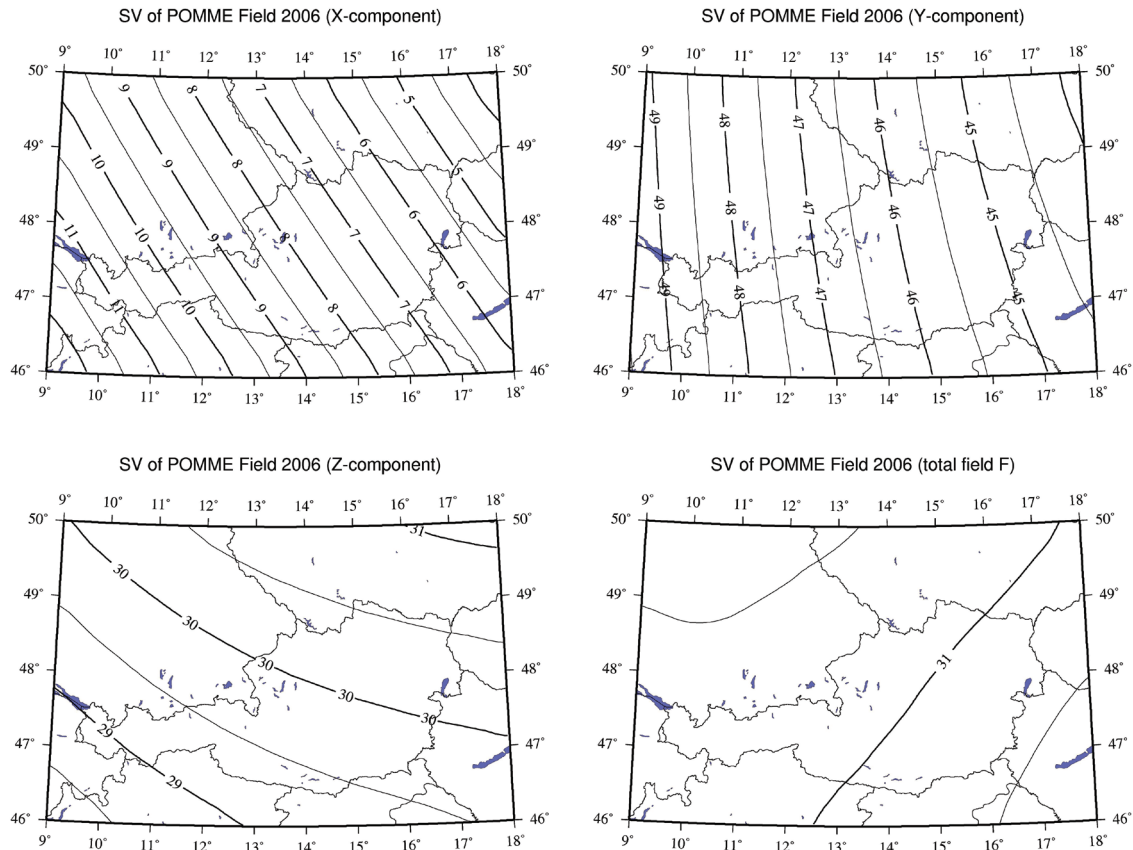 SV of POMME Field 2006 (X-component)
9° 10° 11° 12° 13° 14° 15° 16° 17° 18°
50° 50°
49° 49°
48° 48°
47° 47°
46° 46°
9° 10° 11° 12° 13° 14° 15° 16° 17° 18°
9 8 7 5
10 9 8 7 6 5
11 10 9 8 7 6
11 10 9 8 7 6
SV of POMME Field 2006 (Y-component)
9° 10° 11° 12° 13° 14° 15° 16° 17° 18°
50° 50°
49° 49°
48° 48°
47° 47°
46° 46°
9° 10° 11° 12° 13° 14° 15° 16° 17° 18°
49 48 47 46 45
49 48 47 46 45
49 48 47 46 45
SV of POMME Field 2006 (Z-component)
9° 10° 11° 12° 13° 14° 15° 16° 17° 18°
50° 50°
49° 49°
48° 48°
47° 47°
46° 46°
9° 10° 11° 12° 13° 14° 15° 16° 17° 18°
31
30
30
30
30
30
29
29
SV of POMME Field 2006 (total field F)
9° 10° 11° 12° 13° 14° 15° 16° 17° 18°
50° 50°
49° 49°
48° 48°
47° 47°
46° 46°
9° 10° 11° 12° 13° 14° 15° 16° 17° 18°
31